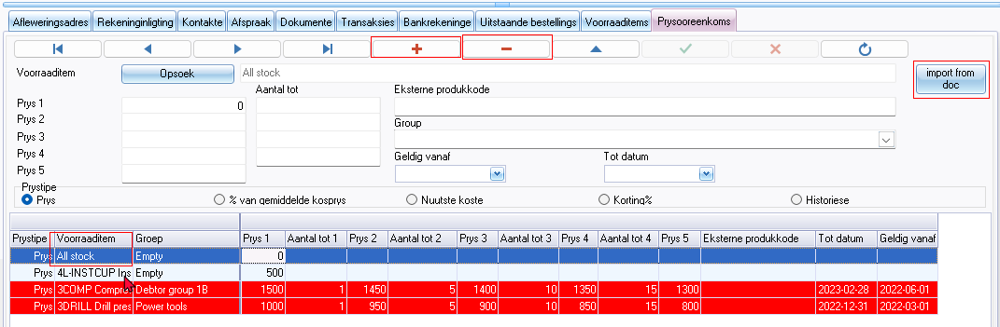 Afleweringsadres Rekeninginligting Kontakte Afspraak Dokumente Transaksies Bankrekeninge Uitstaande bestellings Voorraaditems Prysooreenkoms
Voorraaditem Opsoek All stock import from
doc
Aantal tot Eksterne produkkode
Prys 1 0
Prys 2
Group
Prys 3
Prys 4 Geldig vanaf Tot datum
Prys 5
Prystipe
Prys % van gemiddelde kosprys Nuutste koste Korting% Historiese
Prystipe Voorraaditem Groep Prys 1 Aantal tot 1 Prys 2 Aantal tot 2 Prys 3 Aantal tot 3 Prys 4 Aantal tot 4 Prys 5 Eksterne produkkode Tot datum Geldig vanaf
Prys All stock Empty 0
Prys 4L-INSTCUP Ins Empty 500
Prys 3COMP Compre Debtor group 1B 1500 1 1450 5 1400 10 1350 15 1300 2023-02-28 2022-06-01
Prys 3DRILL Drill pres Power tools 1000 1 950 5 900 10 850 15 800 2022-12-31 2022-03-01